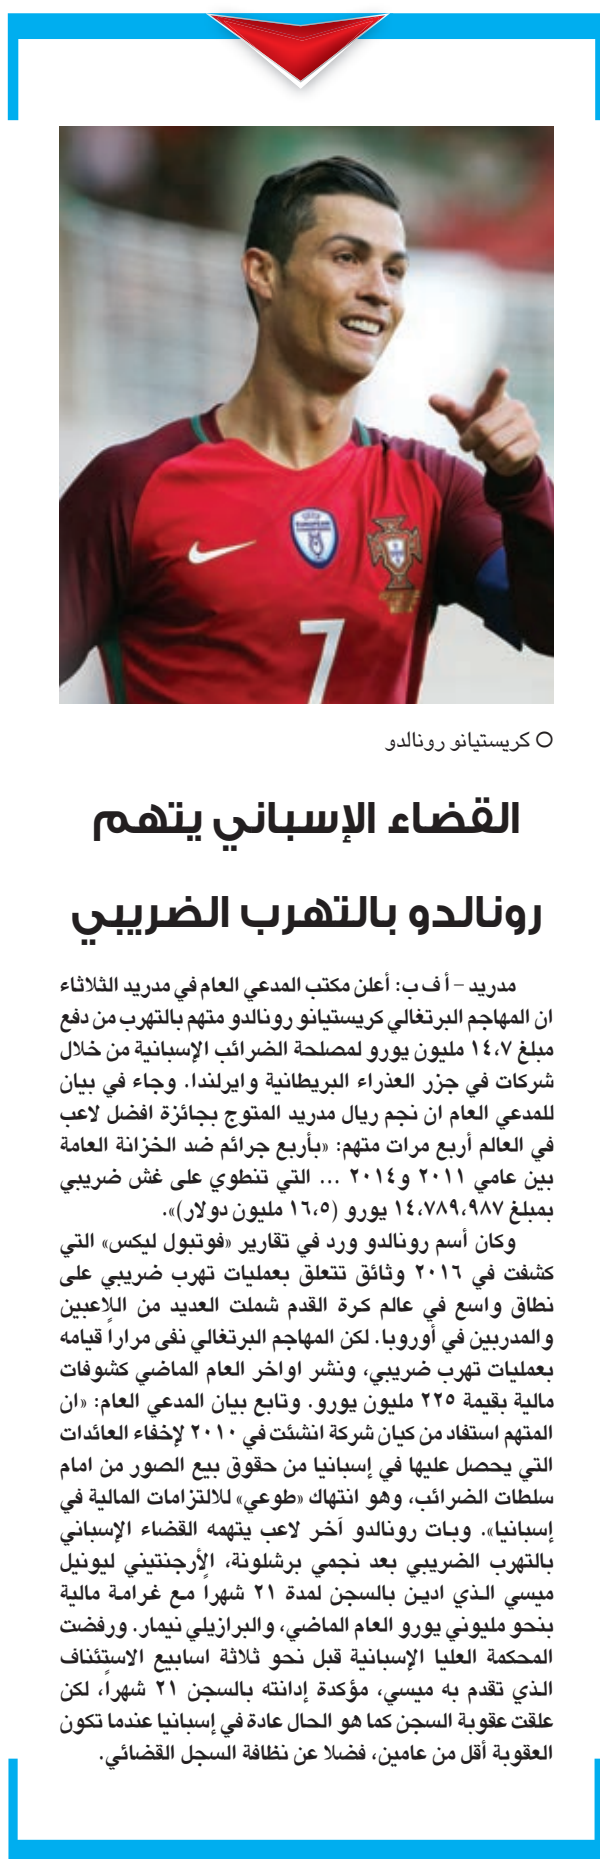 7
○ كريستيانو رونالدو
القضاء الإسباني يتهم
رونالدو بالتهرب الضريبي
مدريد – أ ف ب: أعلن مكتب المدعي العام في مدريد الثلاثاء
ان المهاجم البرتغالي كريستيانو رونالدو متهم بالتهرب من دفع
مبلغ ١٤،٧ مليون يورو لمصلحة الضرائب الإسبانية من خلال
شركات في جزر العذراء البريطانية وايرلندا. وجاء في بيان
للمدعي العام ان نجم ريال مدريد المتوج بجائزة افضل لاعب
في العالم أربع مرات متهم: «بأربع جرائم ضد الخزانة العامة
بين عامي ٢٠١١ و٢٠١٤ ... التي تنطوي على غش ضريبي
بمبلغ ١٤،٧٨٩،٩٨٧ يورو (١٦،٥ مليون دولار)».
وكان أسم رونالدو ورد في تقارير «فوتبول ليكس» التي
كشفت في ٢٠١٦ وثائق تتعلق بعمليات تهرب ضريبي على
نطاق واسع في عالم كرة القدم شملت العديد من اللاعبين
والمدربين في أوروبا. لكن المهاجم البرتغالي نفى مراراً قيامه
بعمليات تهرب ضريبي، ونشر اواخر العام الماضي كشوفات
مالية بقيمة ٢٢٥ مليون يورو. وتابع بيان المدعي العام: «ان
المتهم استفاد من كيان شركة انشئت في ٢٠١٠ لإخفاء العائدات
التي يحصل عليها في إسبانيا من حقوق بيع الصور من امام
سلطات الضرائب، وهو انتهاك «طوعي» للالتزامات المالية في
إسبانيا». وبات رونالدو آخر لاعب يتهمه القضاء الإسباني
بالتهرب الضريبي بعد نجمي برشلونة، الأرجنتيني ليونيل
ميسي الذي ادين بالسجن لمدة ٢١ شهراً مع غرامة مالية
بنحو مليوني يورو العام الماضي، والبرازيلي نيمار. ورفضت
المحكمة العليا الإسبانية قبل نحو ثلاثة اسابيع الاستئناف
الذي تقدم به ميسي، مؤكدة إدانته بالسجن ٢١ شهراً، لكن
علقت عقوبة السجن كما هو الحال عادة في إسبانيا عندما تكون
العقوبة أقل من عامين، فضلا عن نظافة السجل القضائي.